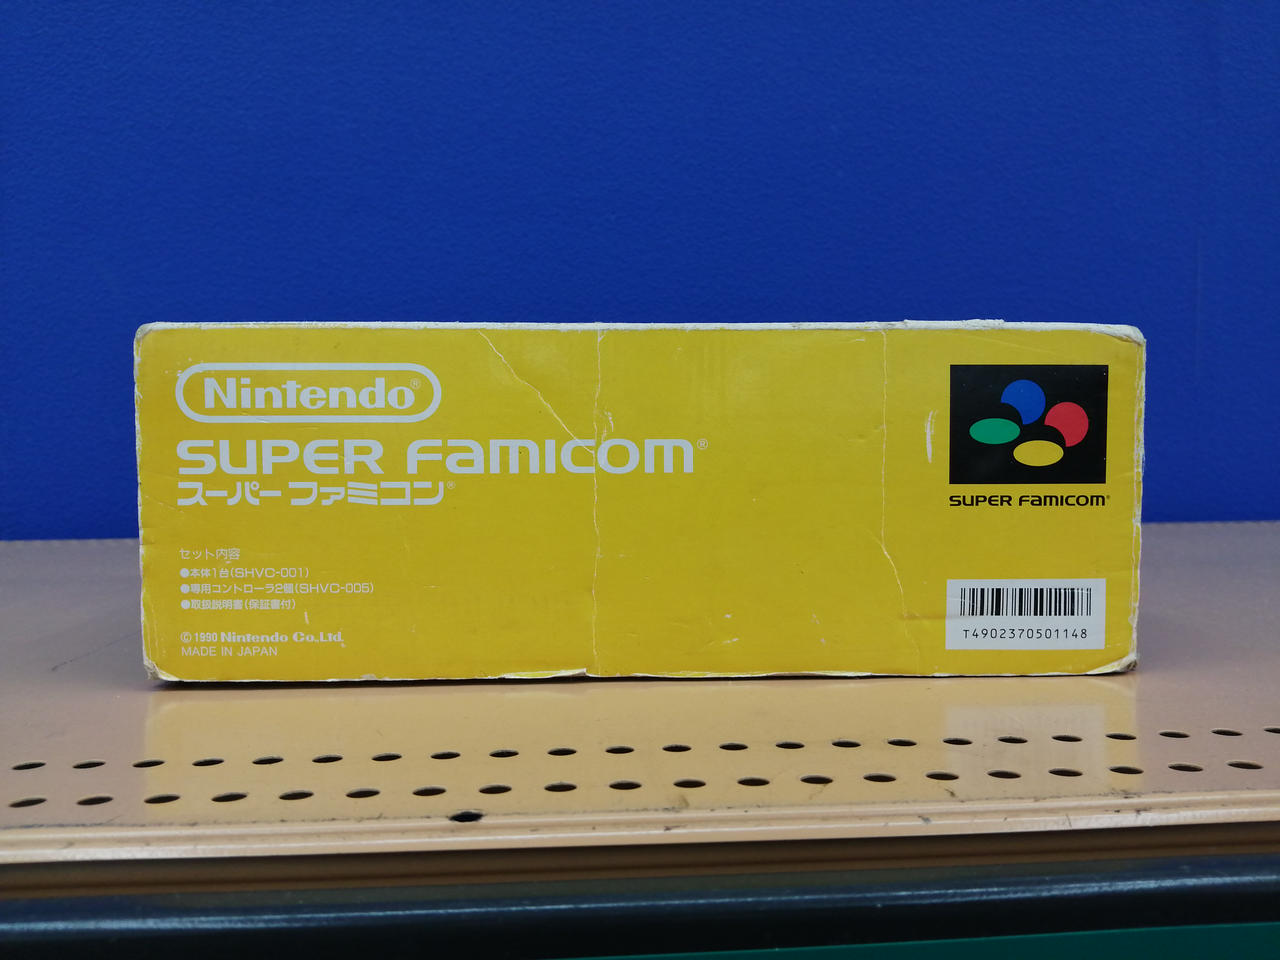 Nintendo®
SUPER FAMICOM®
スーパーファミコン®
セット内容
●本体1台(SHVC-001)
●専用コントローラ2個(SHVC-005)
●取扱説明書(保証書付)
©1990 Nintendo Co.,Ltd.
MADE IN JAPAN
SUPER FAMICOM®
T4902370501148